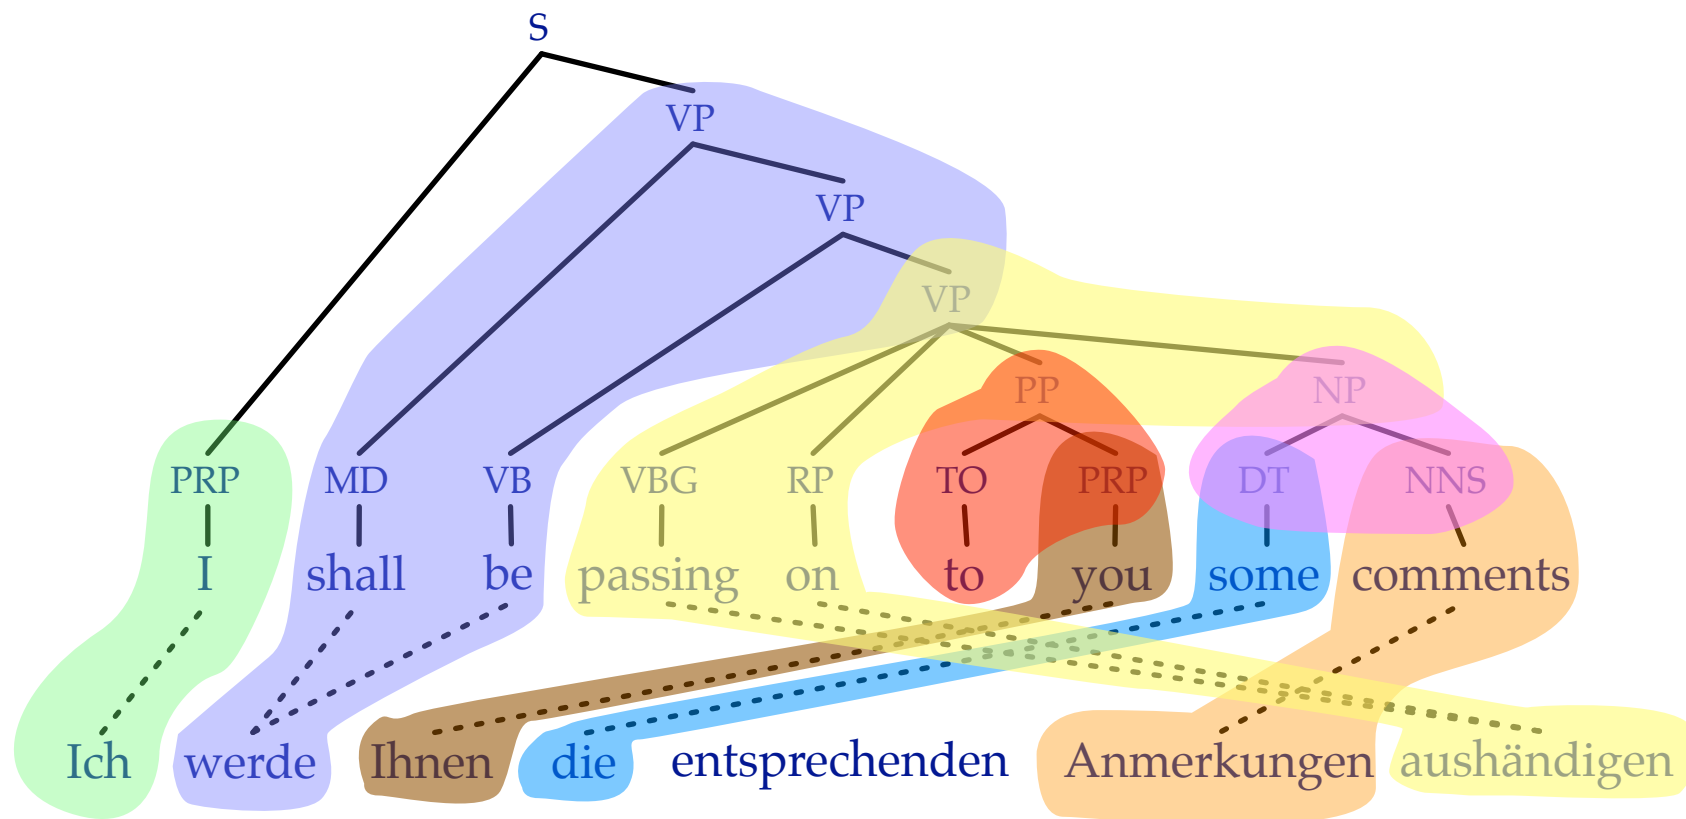 S
VP
VP
VP
PP NP
PRP MD VB VBG RP TO PRP DT NNS
I shall be passing on to you some comments
Ich werde Ihnen die entsprechenden Anmerkungen aushändigen